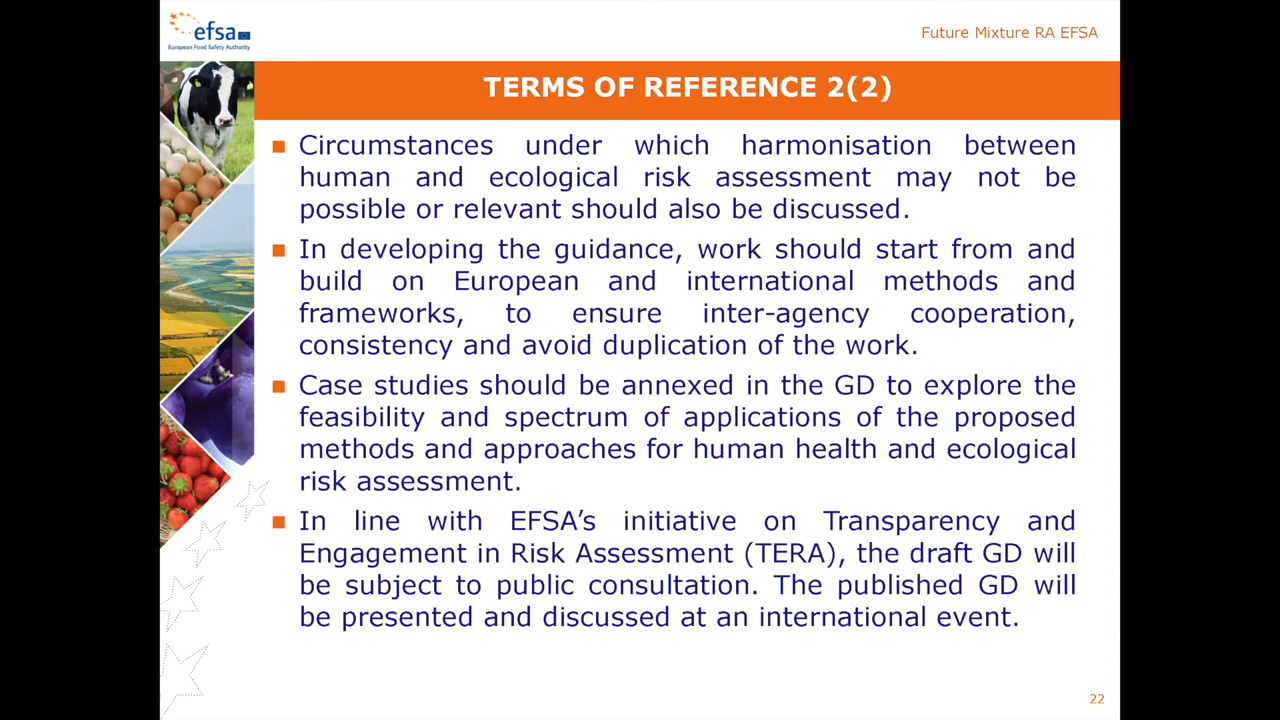 efsa
European Food Safety Authority
Future Mixture RA EFSA
TERMS OF REFERENCE 2(2)
Circumstances under which harmonisation between
human and ecological risk assessment may not be
possible or relevant should also be discussed.
In developing the guidance, work should start from and
build on European and international methods and
frameworks, to ensure inter-agency cooperation,
consistency and avoid duplication of the work.
Case studies should be annexed in the GD to explore the
feasibility and spectrum of applications of the proposed
methods and approaches for human health and ecological
risk assessment.
In line with EFSA’s initiative on Transparency and
Engagement in Risk Assessment (TERA), the draft GD will
be subject to public consultation. The published GD will
be presented and discussed at an international event.
22